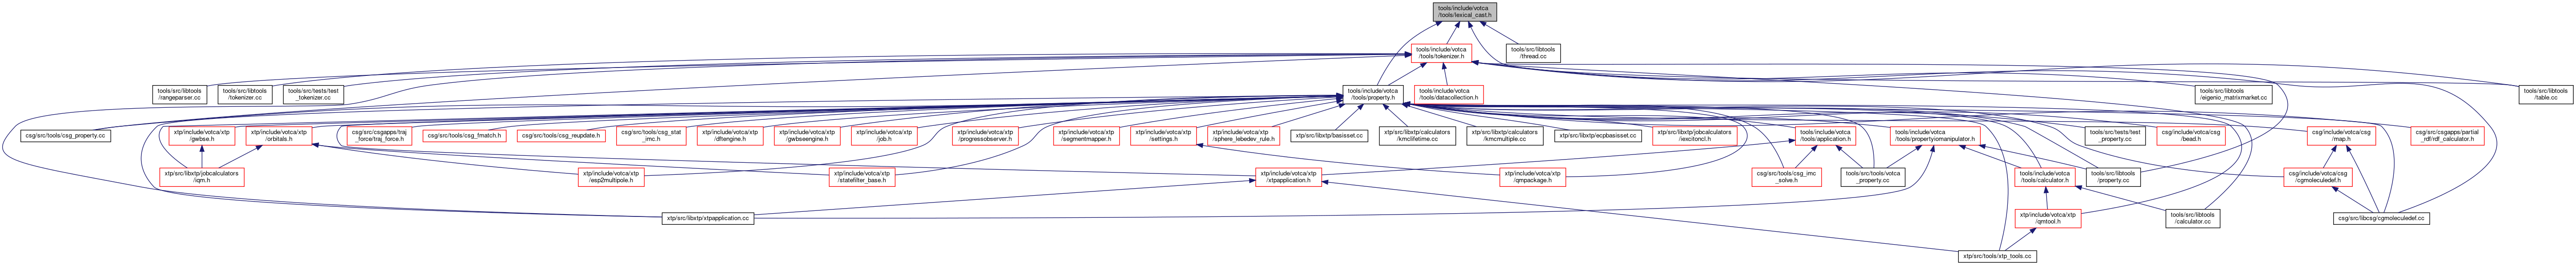 tools/include/votca
/tools/lexical_cast.h
tools/include/votca
/tools/tokenizer.h
tools/src/libtools
/thread.cc
tools/src/libtools
/rangeparser.cc
tools/src/libtools
/tokenizer.cc
tools/src/tests/test
_tokenizer.cc
tools/include/votca
/tools/property.h
tools/include/votca
/tools/datacollection.h
tools/src/libtools
/eigenio_matrixmarket.cc
tools/src/libtools
/table.cc
csg/src/tools/csg_property.cc
xtp/include/votca/xtp
/gwbse.h
xtp/include/votca/xtp
/orbitals.h
csg/src/csgapps/traj
_force/traj_force.h
csg/src/tools/csg_fmatch.h
csg/src/tools/csg_reupdate.h
csg/src/tools/csg_stat
_imc.h
xtp/include/votca/xtp
/dftengine.h
xtp/include/votca/xtp
/gwbseengine.h
xtp/include/votca/xtp
/job.h
xtp/include/votca/xtp
/progressobserver.h
xtp/include/votca/xtp
/segmentmapper.h
xtp/include/votca/xtp
/settings.h
xtp/include/votca/xtp
/sphere_lebedev_rule.h
xtp/src/libxtp/basisset.cc
xtp/src/libxtp/calculators
/kmclifetime.cc
xtp/src/libxtp/calculators
/kmcmultiple.cc
xtp/src/libxtp/ecpbasisset.cc
xtp/src/libxtp/jobcalculators
/iexcitoncl.h
tools/include/votca
/tools/application.h
tools/include/votca
/tools/propertyiomanipulator.h
tools/src/tests/test
_property.cc
csg/include/votca/csg
/bead.h
csg/include/votca/csg
/map.h
csg/src/csgapps/partial
_rdf/rdf_calculator.h
xtp/src/libxtp/jobcalculators
/iqm.h
xtp/include/votca/xtp
/esp2multipole.h
xtp/include/votca/xtp
/statefilter_base.h
xtp/include/votca/xtp
/xtpapplication.h
xtp/include/votca/xtp
/qmpackage.h
csg/src/tools/csg_imc
_solve.h
tools/src/tools/votca
_property.cc
tools/include/votca
/tools/calculator.h
tools/src/libtools
/property.cc
csg/include/votca/csg
/cgmoleculedef.h
xtp/src/libxtp/xtpapplication.cc
xtp/include/votca/xtp
/qmtool.h
tools/src/libtools
/calculator.cc
csg/src/libcsg/cgmoleculedef.cc
xtp/src/tools/xtp_tools.cc